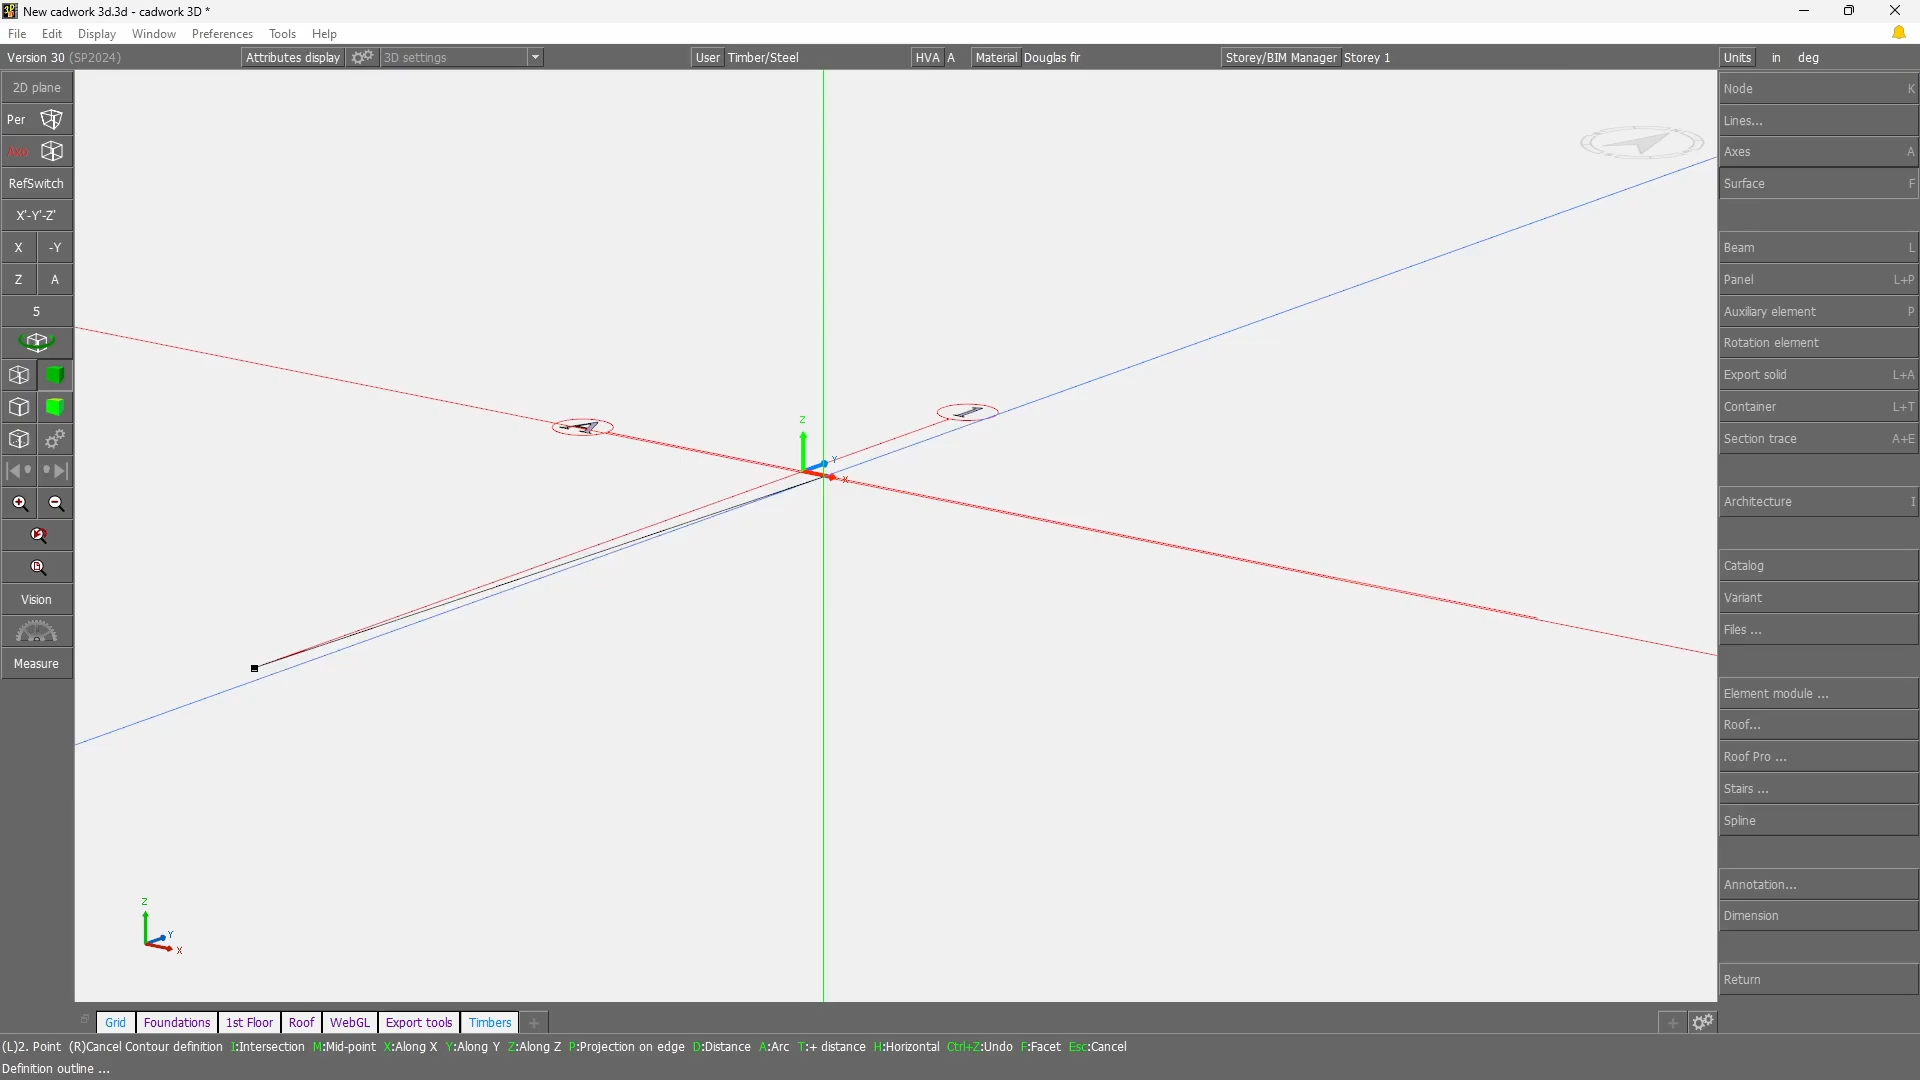 New cadwork 3d.3d - cadwork 3D *
File Edit Display Window Preferences Tools Help
Version 30 (SP2024) Attributes display 3D settings User Timber/Steel HVA A Material Douglas fir Storey/BIM Manager Storey 1 Units in deg
2D plane
Per
Axo
RefSwitch
X'-Y'-Z'
X -Y
Z A
5
Vision
Measure
A
1
Z
Y
X
Z
Y
X
Node K
Lines...
Axes A
Surface F
Beam L
Panel L+P
Auxiliary element P
Rotation element
Export solid L+A
Container L+T
Section trace A+E
Architecture I
Catalog
Variant
Files ...
Element module ...
Roof...
Roof Pro ...
Stairs ...
Spline
Annotation...
Dimension
Return
Grid Foundations 1st Floor Roof WebGL Export tools Timbers +
(L)2. Point (R)Cancel Contour definition I:Intersection M:Mid-point X:Along X Y:Along Y Z:Along Z P:Projection on edge D:Distance A:Arc T:+ distance H:Horizontal Ctrl+Z:Undo F:Facet Esc:Cancel
Definition outline ...